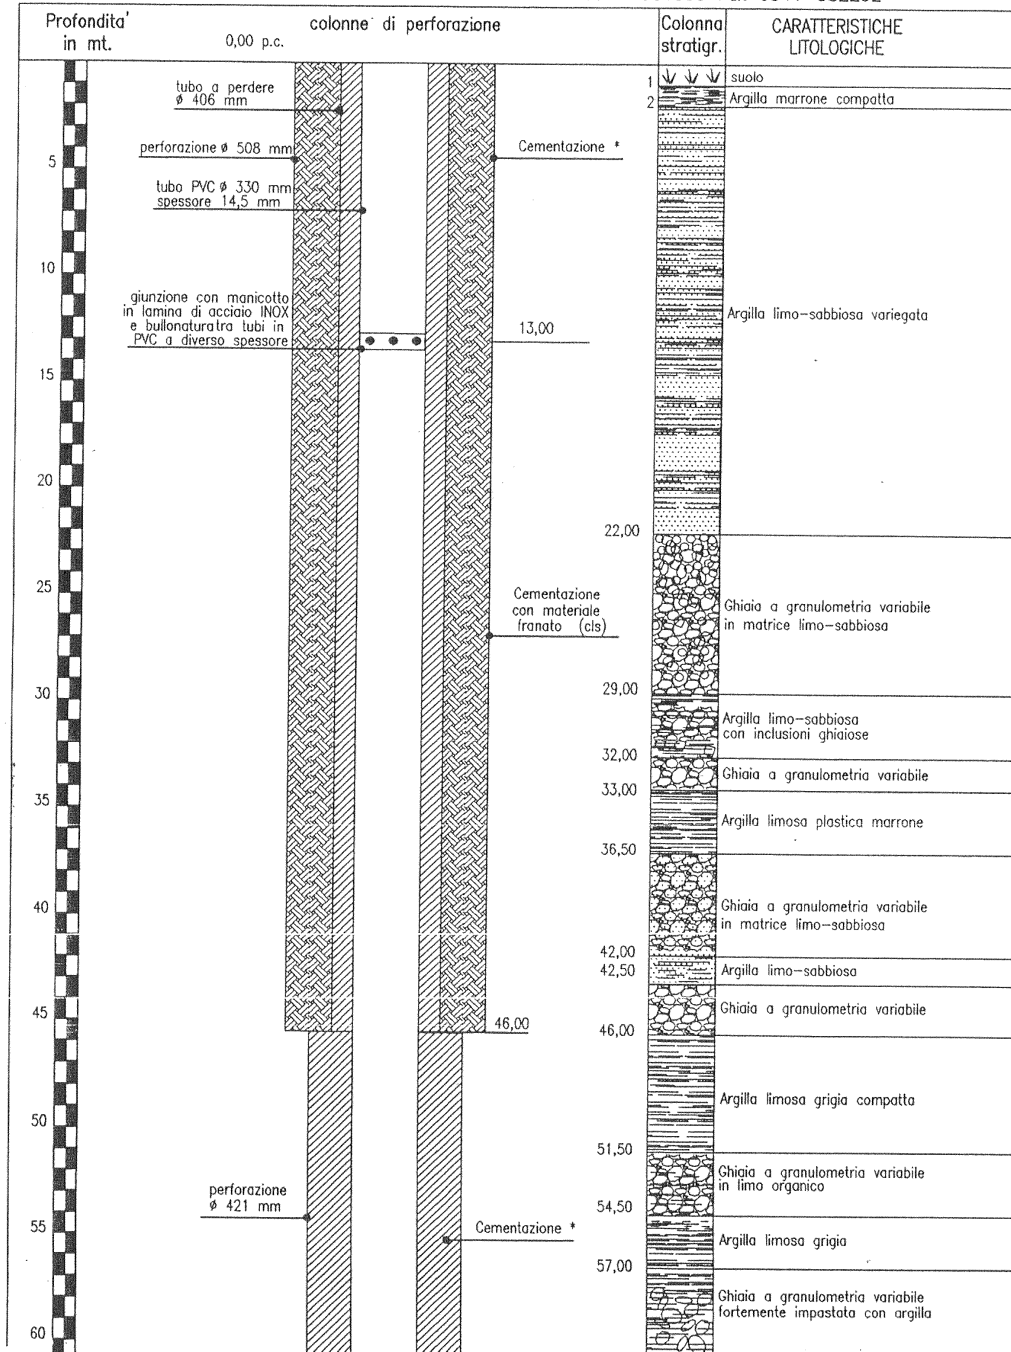 Profondita'
in mt.
colonne di perforazione
0,00 p.c.
Colonna
stratigr.
CARATTERISTICHE
LITOLOGICHE
tubo a perdere
ø 406 mm
1
suolo
2
Argilla marrone compatta
5
perforazione ø 508 mm
Cementazione *
tubo PVC ø 330 mm
spessore 14,5 mm
10
giunzione con manicotto
in lamina di acciaio INOX
e bullonatura tra tubi in
PVC a diverso spessore
13,00
Argilla limo-sabbiosa variegata
15
20
22,00
25
Cementazione
con materiale
franato (cls)
Ghiaia a granulometria variabile
in matrice limo-sabbiosa
29,00
30
Argilla limo-sabbiosa
con inclusioni ghiaiose
32,00
Ghiaia a granulometria variabile
33,00
35
Argilla limosa plastica marrone
36,50
40
Ghiaia a granulometria variabile
in matrice limo-sabbiosa
42,00
42,50
Argilla limo-sabbiosa
45
46,00
Ghiaia a granulometria variabile
46,00
Argilla limosa grigia compatta
50
51,50
Ghiaia a granulometria variabile
in limo organico
54,50
perforazione
ø 421 mm
55
Cementazione *
Argilla limosa grigia
57,00
Ghiaia a granulometria variabile
fortemente impastata con argilla
60